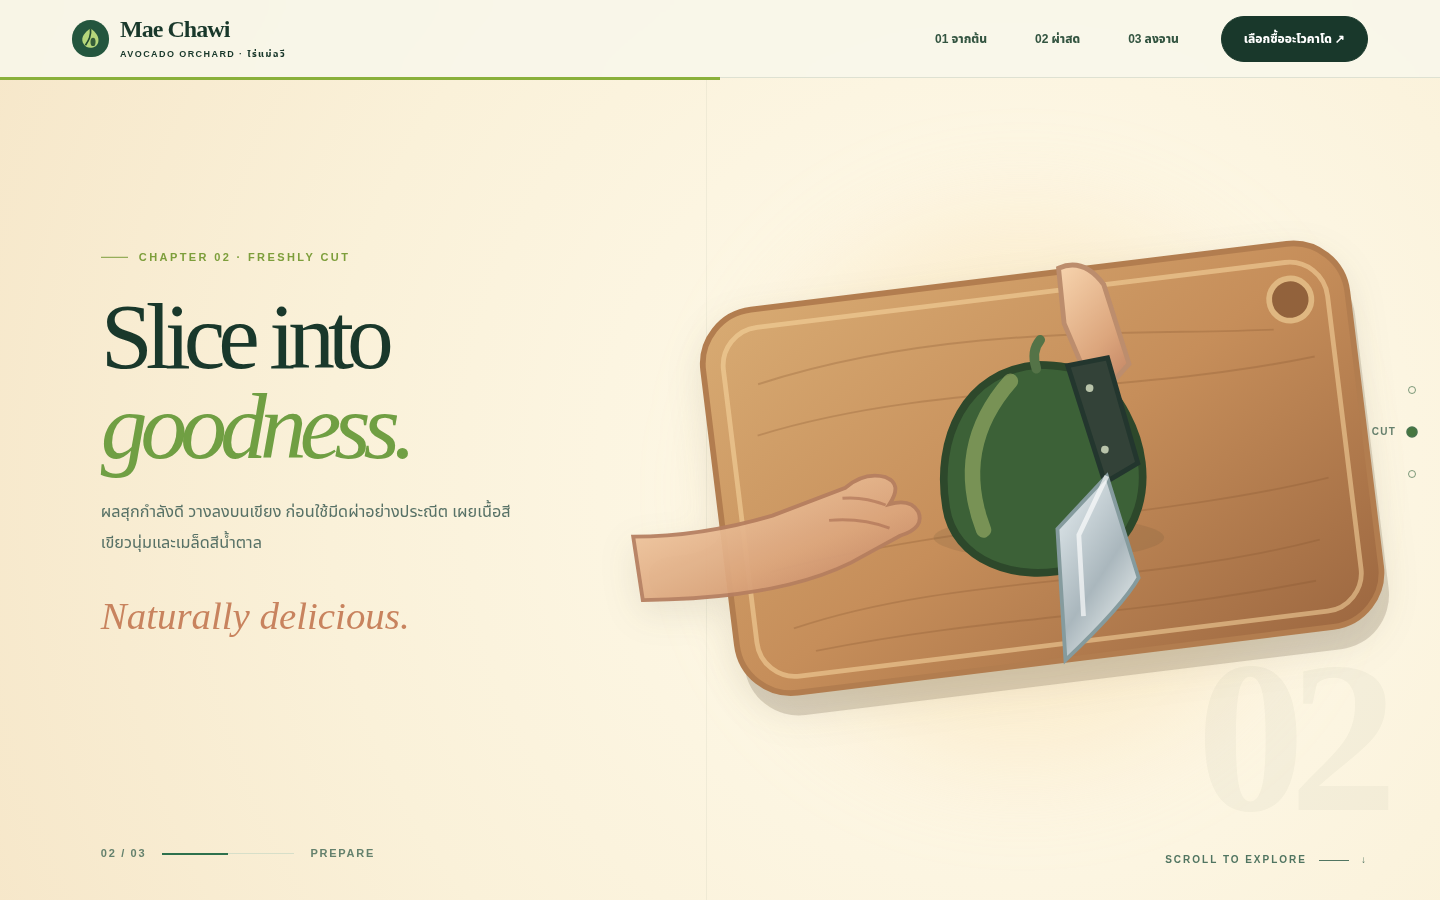 Mae Chawi
AVOCADO ORCHARD · ไร่แม่ฉวี
01 จากต้น
02 ผ่าสด
03 ลงจาน
เลือกซื้ออะโวคาโด ↗
CHAPTER 02 · FRESHLY CUT
Slice into
goodness.
ผลสุกกำลังดี วางลงบนเขียง ก่อนใช้มีดผ่าอย่างประณีต เผยเนื้อสี
เขียวนุ่มและเมล็ดสีน้ำตาล
Naturally delicious.
CUT
02
02 / 03
PREPARE
SCROLL TO EXPLORE ↓